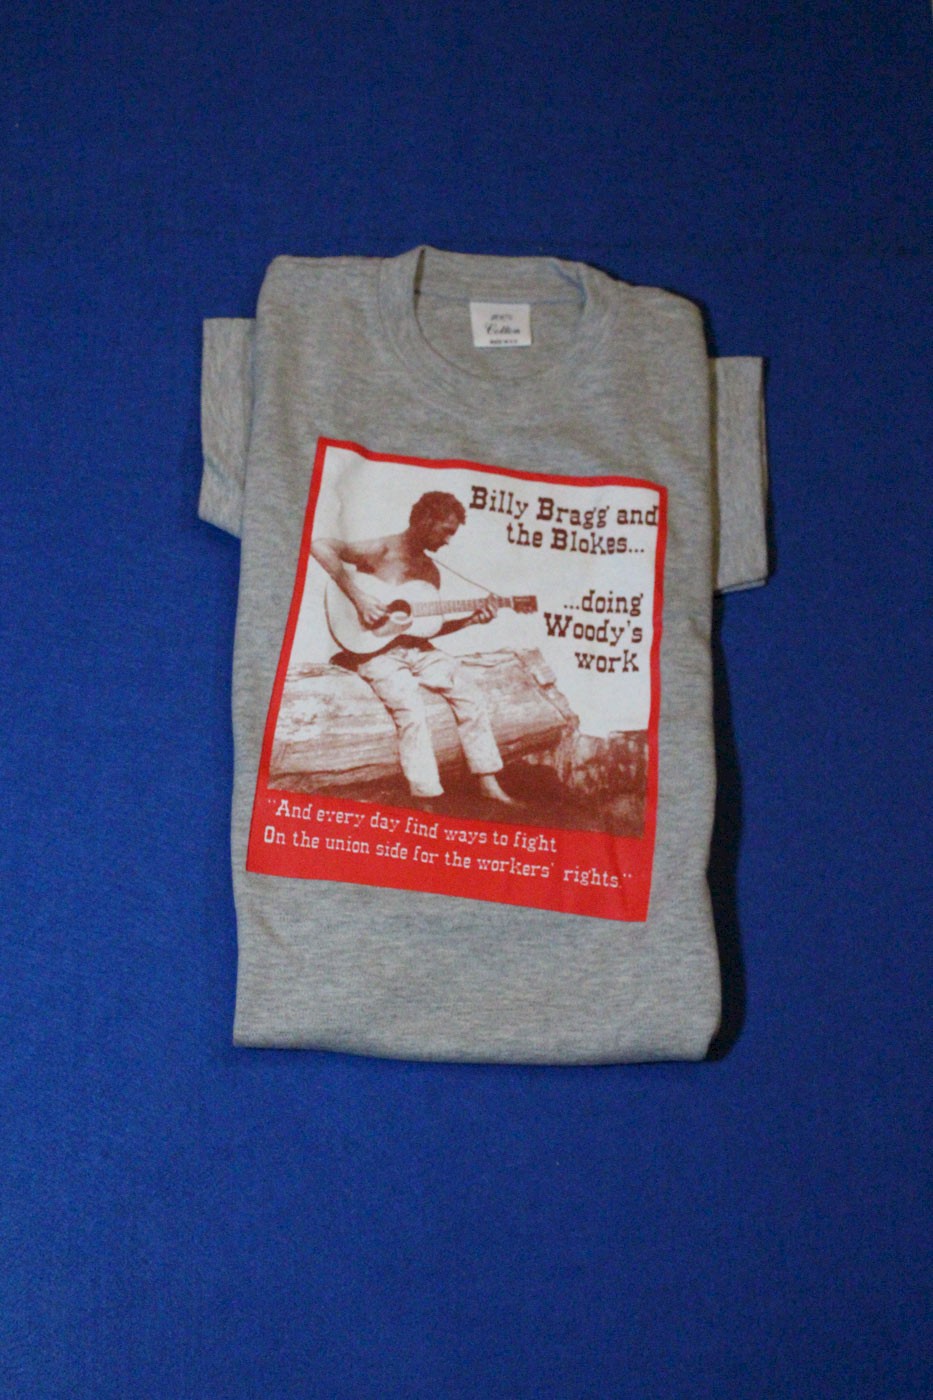 Cotton
Billy Bragg and
the Blokes...
...doing
Woody's
work
"And every day find ways to fight
On the union side for the workers' rights."